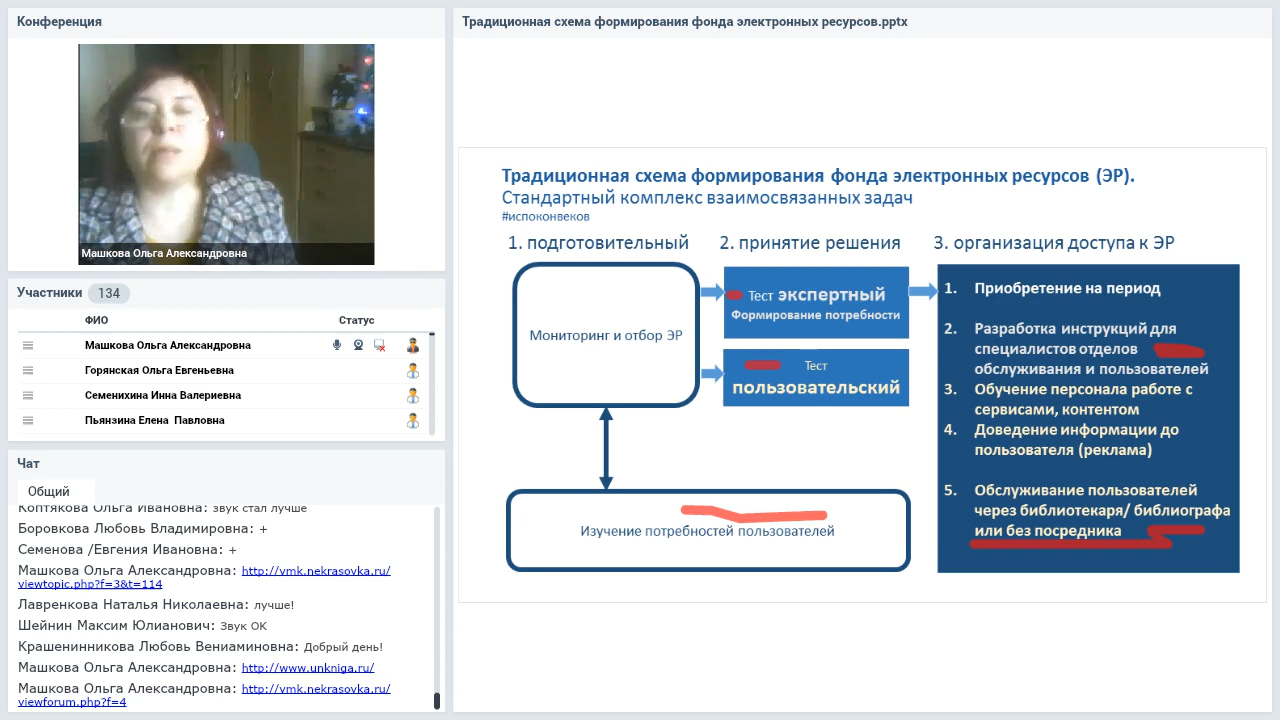 Конференция
Машкова Ольга Александровна
Участники 134
ФИО Статус
Машкова Ольга Александровна
Горянская Ольга Евгеньевна
Семенихина Инна Валериевна
Пьянзина Елена Павловна
Чат
Общий
Коптякова Ольга Ивановна: звук стал лучше
Боровкова Любовь Владимировна: +
Семенова /Евгения Ивановна: +
Машкова Ольга Александровна: http://vmk.nekrasovka.ru/
viewtopic.php?f=3&t=114
Лавренкова Наталья Николаевна: лучше!
Шейнин Максим Юлианович: Звук ОК
Крашенинникова Любовь Вениаминовна: Добрый день!
Машкова Ольга Александровна: http://www.unkniga.ru/
Машкова Ольга Александровна: http://vmk.nekrasovka.ru/
viewforum.php?f=4
Традиционная схема формирования фонда электронных ресурсов.pptx
Традиционная схема формирования фонда электронных ресурсов (ЭР).
Стандартный комплекс взаимосвязанных задач
#испоконвеков
1. подготовительный
Мониторинг и отбор ЭР
2. принятие решения
Тест экспертный
Формирование потребности
Тест
пользовательский
3. организация доступа к ЭР
1. Приобретение на период
2. Разработка инструкций для
специалистов отделов
обслуживания и пользователей
3. Обучение персонала работе с
сервисами, контентом
4. Доведение информации до
пользователя (реклама)
5. Обслуживание пользователей
через библиотекаря/ библиографа
или без посредника
Изучение потребностей пользователей